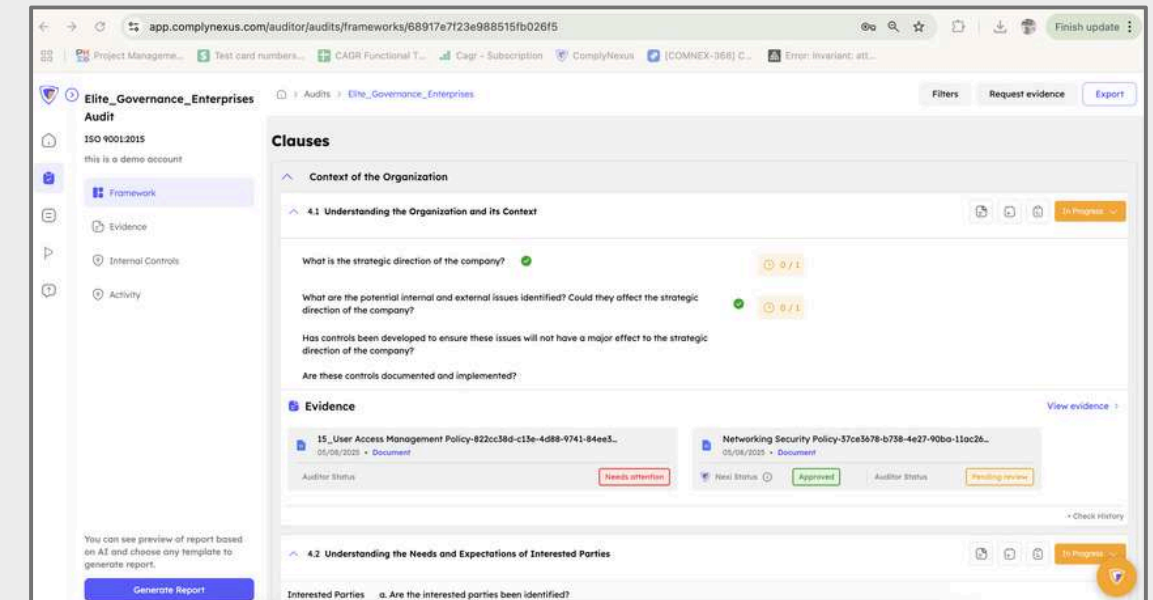 app.complynexus.com/auditor/audits/frameworks/68917e7f23e988515fb026f5
Finish update
Project Manageme...
Test card numbers...
CAGR Functional T...
Cagr - Subscription
ComplyNexus
[COMNEX-366] C...
Error: Invariant: att...
Elite_Governance_Enterprises Audit
ISO 9001:2015
this is a demo account
Framework
Evidence
Internal Controls
Activity
You can see preview of report based
on AI and choose any template to
generate report.
Generate Report
Audits > Elite_Governance_Enterprises
Filters
Request evidence
Export
Clauses
Context of the Organization
4.1 Understanding the Organization and its Context
In Progress
What is the strategic direction of the company?
0 / 1
What are the potential internal and external issues identified? Could they affect the strategic
direction of the company?
0 / 1
Has controls been developed to ensure these issues will not have a major effect to the strategic
direction of the company?
Are these controls documented and implemented?
Evidence
View evidence >
15_User Access Management Policy-822cc38d-c13e-4d88-9741-84ee3...
05/08/2025 • Document
Auditor Status
Needs attention
Networking Security Policy-37ce3678-b738-4e27-90ba-11ac26...
05/08/2025 • Document
Nexi Status
Approved
Auditor Status
Pending review
• Check History
4.2 Understanding the Needs and Expectations of Interested Parties
In Progress
Interested Parties a. Are the interested parties been identified?